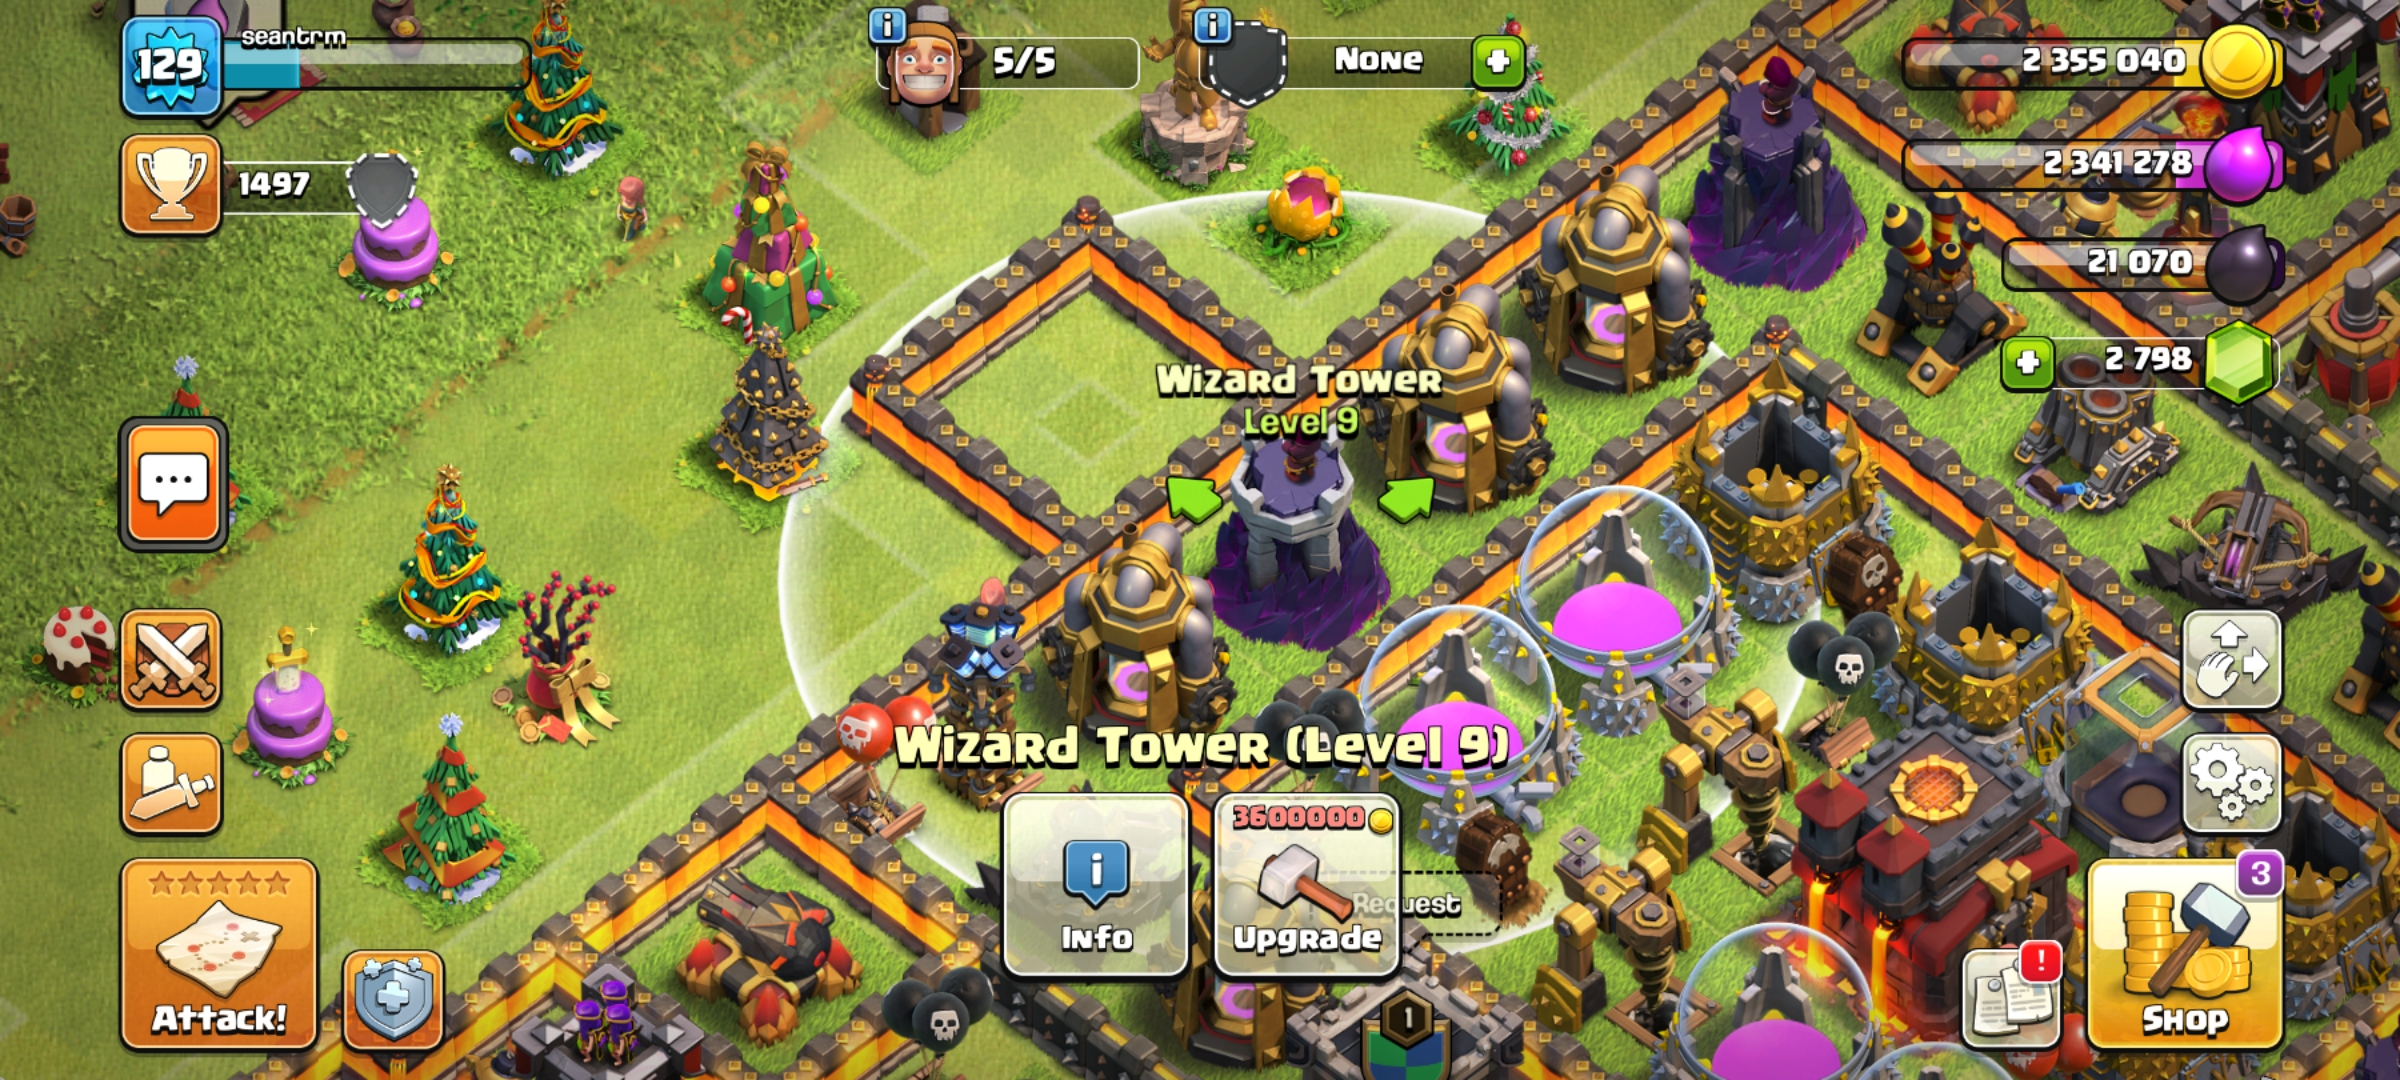 129
seantrm
5/5
None
2 355 040
1497
2 341 278
21 070
2 798
Wizard Tower
Level 9
Wizard Tower (Level 9)
3600000
Info
Upgrade
Request
Attack!
1
3
!
Shop